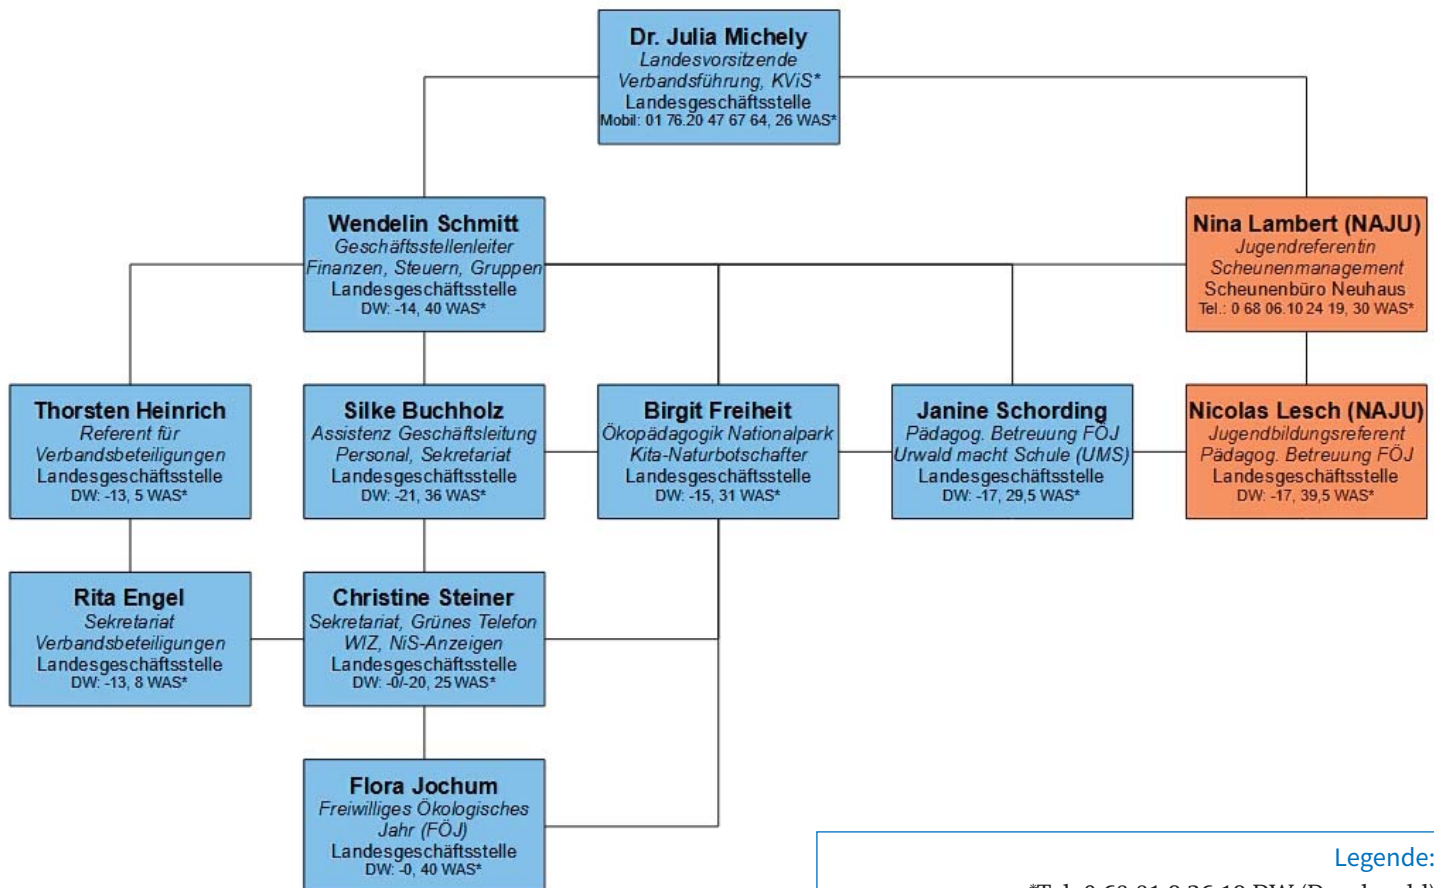 Dr. Julia Michely
Landesvorsitzende
Verbandsführung, KViS*
Landesgeschäftsstelle
Mobil: 01 76.20 47 67 64, 26 WAS*
Wendelin Schmitt
Geschäftsstellenleiter
Finanzen, Steuern, Gruppen
Landesgeschäftsstelle
DW: -14, 40 WAS*
Nina Lambert (NAJU)
Jugendreferentin
Scheunenmanagement
Scheunenbüro Neuhaus
Tel.: 0 68 06.10 24 19, 30 WAS*
Thorsten Heinrich
Referent für
Verbandsbeteiligungen
Landesgeschäftsstelle
DW: -13, 5 WAS*
Silke Buchholz
Assistenz Geschäftsleitung
Personal, Sekretariat
Landesgeschäftsstelle
DW: -21, 36 WAS*
Birgit Freiheit
Ökopädagogik Nationalpark
Kita-Naturbotschafter
Landesgeschäftsstelle
DW: -15, 31 WAS*
Janine Schording
Pädagog. Betreuung FÖJ
Urwald macht Schule (UMS)
Landesgeschäftsstelle
DW: -17, 29,5 WAS*
Nicolas Lesch (NAJU)
Jugendbildungsreferent
Pädagog. Betreuung FÖJ
Landesgeschäftsstelle
DW: -17, 39,5 WAS*
Rita Engel
Sekretariat
Verbandsbeteiligungen
Landesgeschäftsstelle
DW: -13, 8 WAS*
Christine Steiner
Sekretariat, Grünes Telefon
WIZ, NiS-Anzeigen
Landesgeschäftsstelle
DW: -0/-20, 25 WAS*
Flora Jochum
Freiwilliges Ökologisches
Jahr (FÖJ)
Landesgeschäftsstelle
DW: -0, 40 WAS*
Legende: